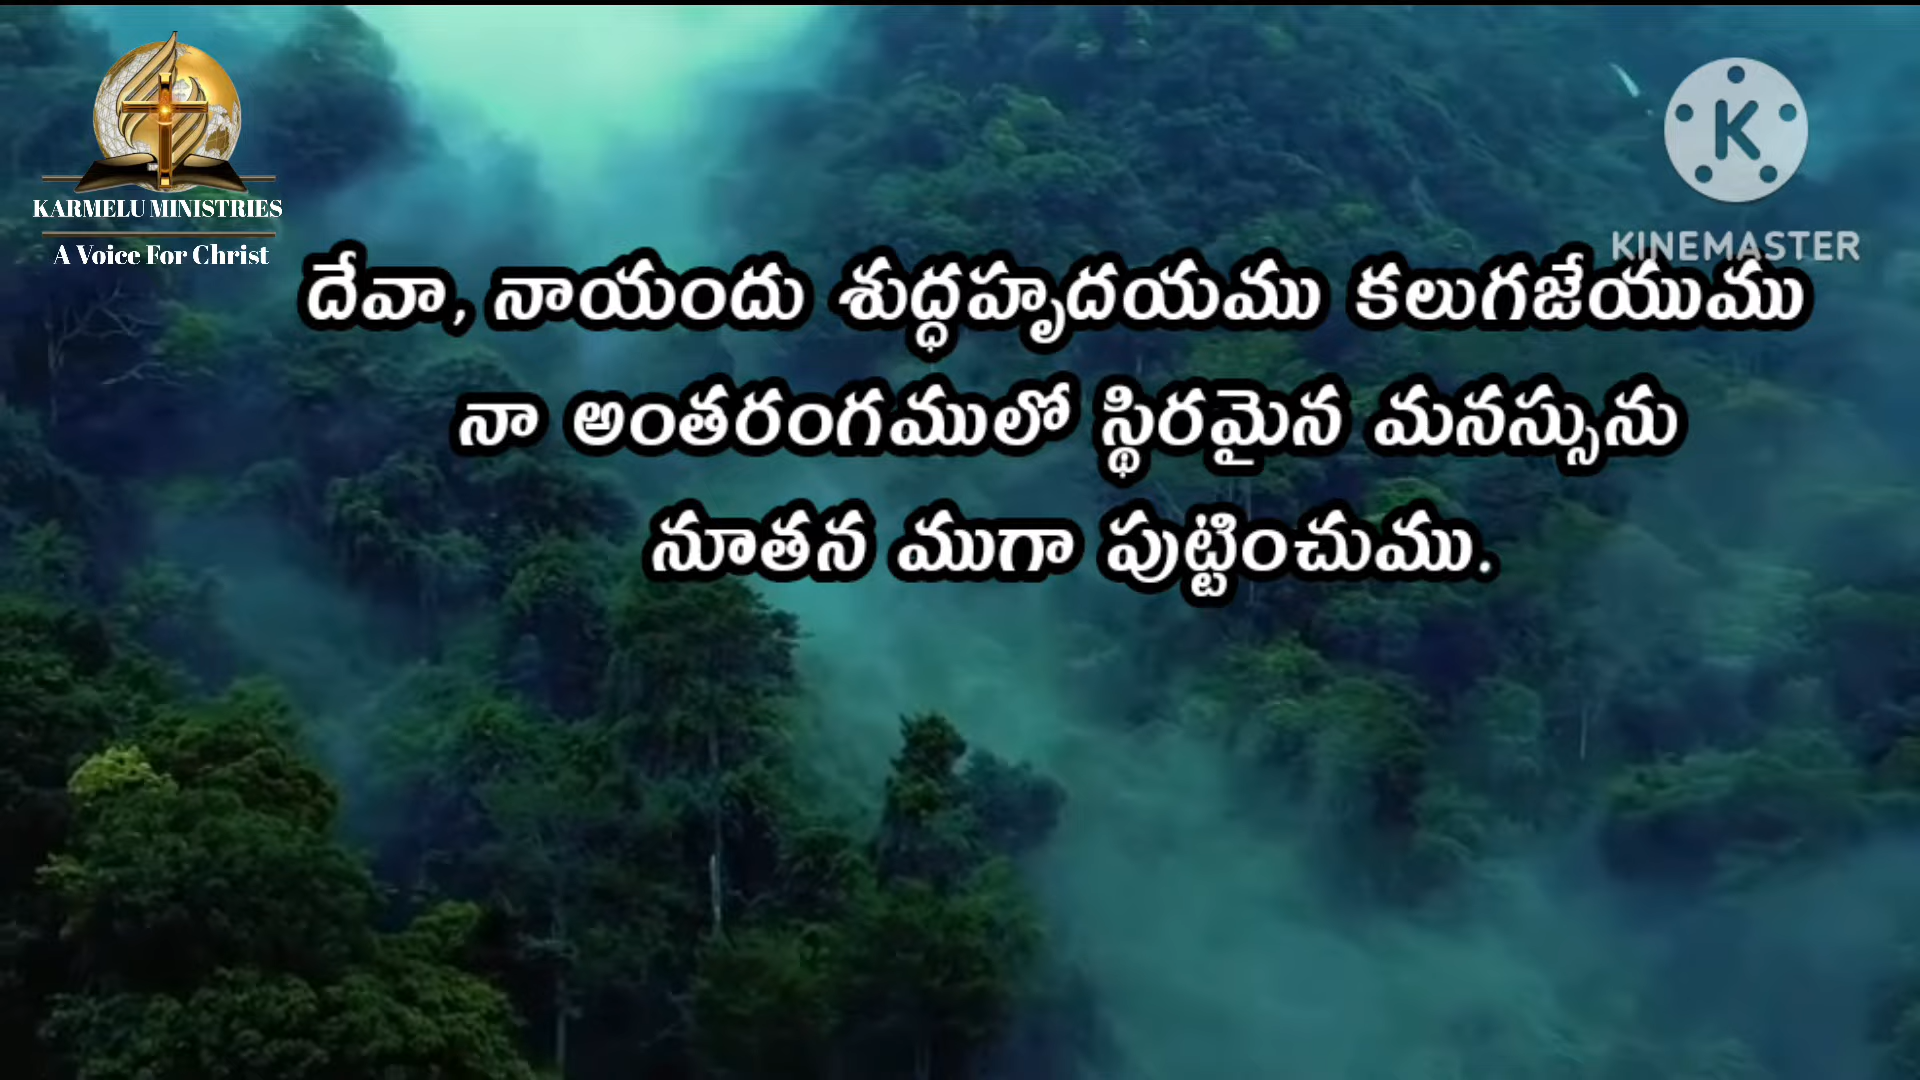 KARMELU MINISTRIES
A Voice For Christ
K
KINEMASTER
దేవా, నాయందు శుద్ధహృదయము కలుగజేయుము
నా అంతరంగములో స్థిరమైన మనస్సును
నూతన ముగా పుట్టించుము.